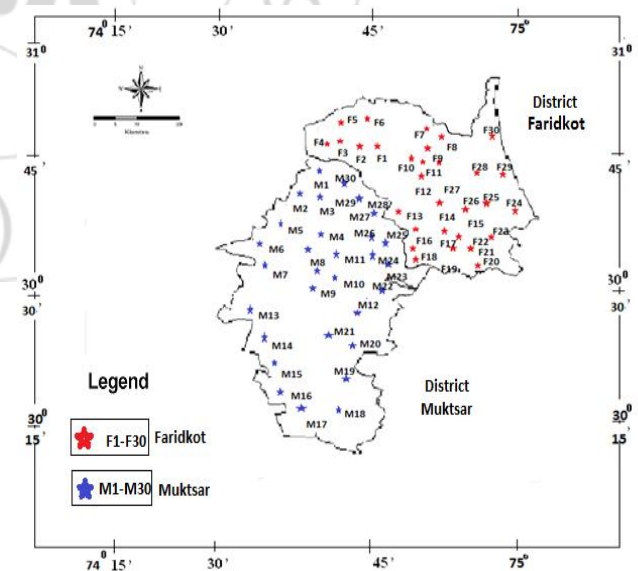 74⁰ 15' 30' 45' 75⁰
31⁰ 31⁰
District
Faridkot
F5 F6 F7 F8 F30
F4 F3 F2 F1 F10 F9
F11 F28 F29
45' 45'
M1 M30 F12
M2 M3 M29 M28 F27 F26 F25 F24
M27 F13 F14 F15
M5 M4 M26 M25 F16 F17 F22 F23
M6 M8 M11 M24 F18 F21
M7 M23 F19 F20
30⁰ 30⁰
30' 30'
M9 M10 M22
M13 M12
M14 M21 M20
M15 M19
Legend
District
Muktsar
M16 M18
M17
30⁰ 30⁰
15' 15'
F1-F30 Faridkot
M1-M30 Muktsar
74⁰ 15' 30' 45' 75⁰